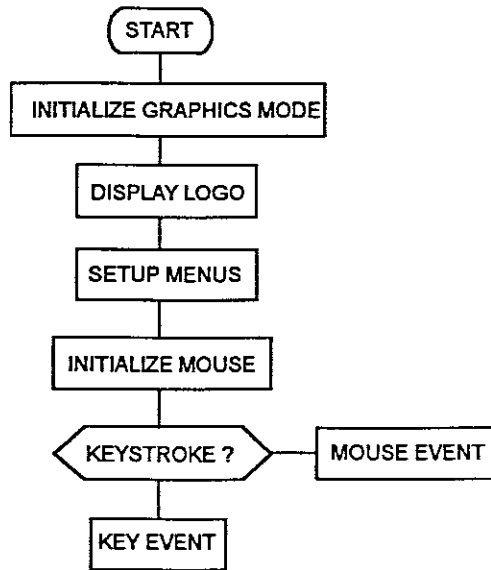 START
INITIALIZE GRAPHICS MODE
DISPLAY LOGO
SETUP MENUS
INITIALIZE MOUSE
KEYSTROKE ?
MOUSE EVENT
KEY EVENT